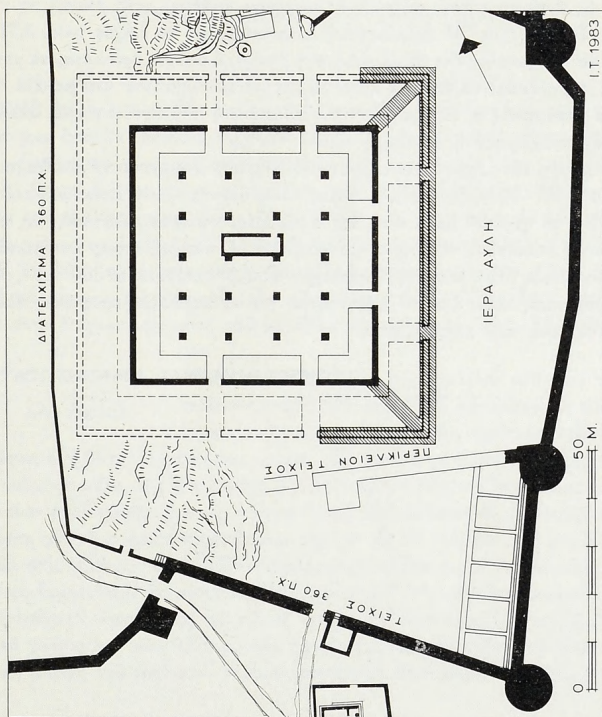 ΔΙΑΤΕΙΧΙΣΜΑ 360 Π.Χ.
ΙΕΡΑ ΑΥΛΗ
ΠΕΡΙΚΛΕΙΟΝ ΤΕΙΧΟΣ
ΤΕΙΧΟΣ 360 Π.Χ.
0 50 Μ.
Ι.Τ. 1983